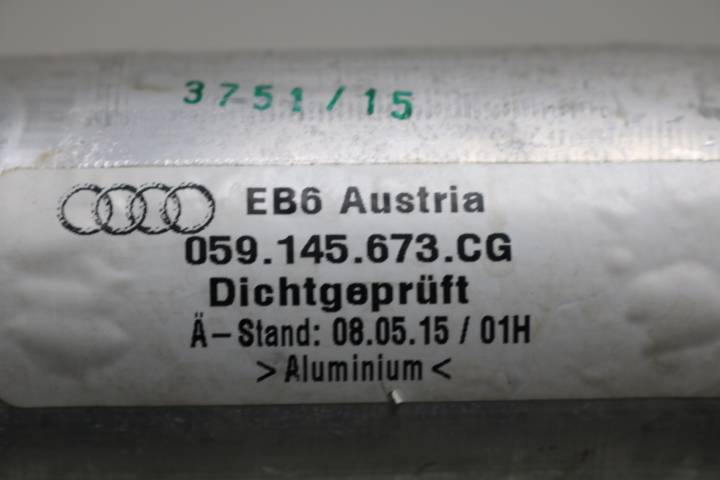 3751/15
EB6 Austria
059.145.673.CG
Dichtgeprüft
Ä-Stand: 08.05.15 / 01H
>Aluminium<